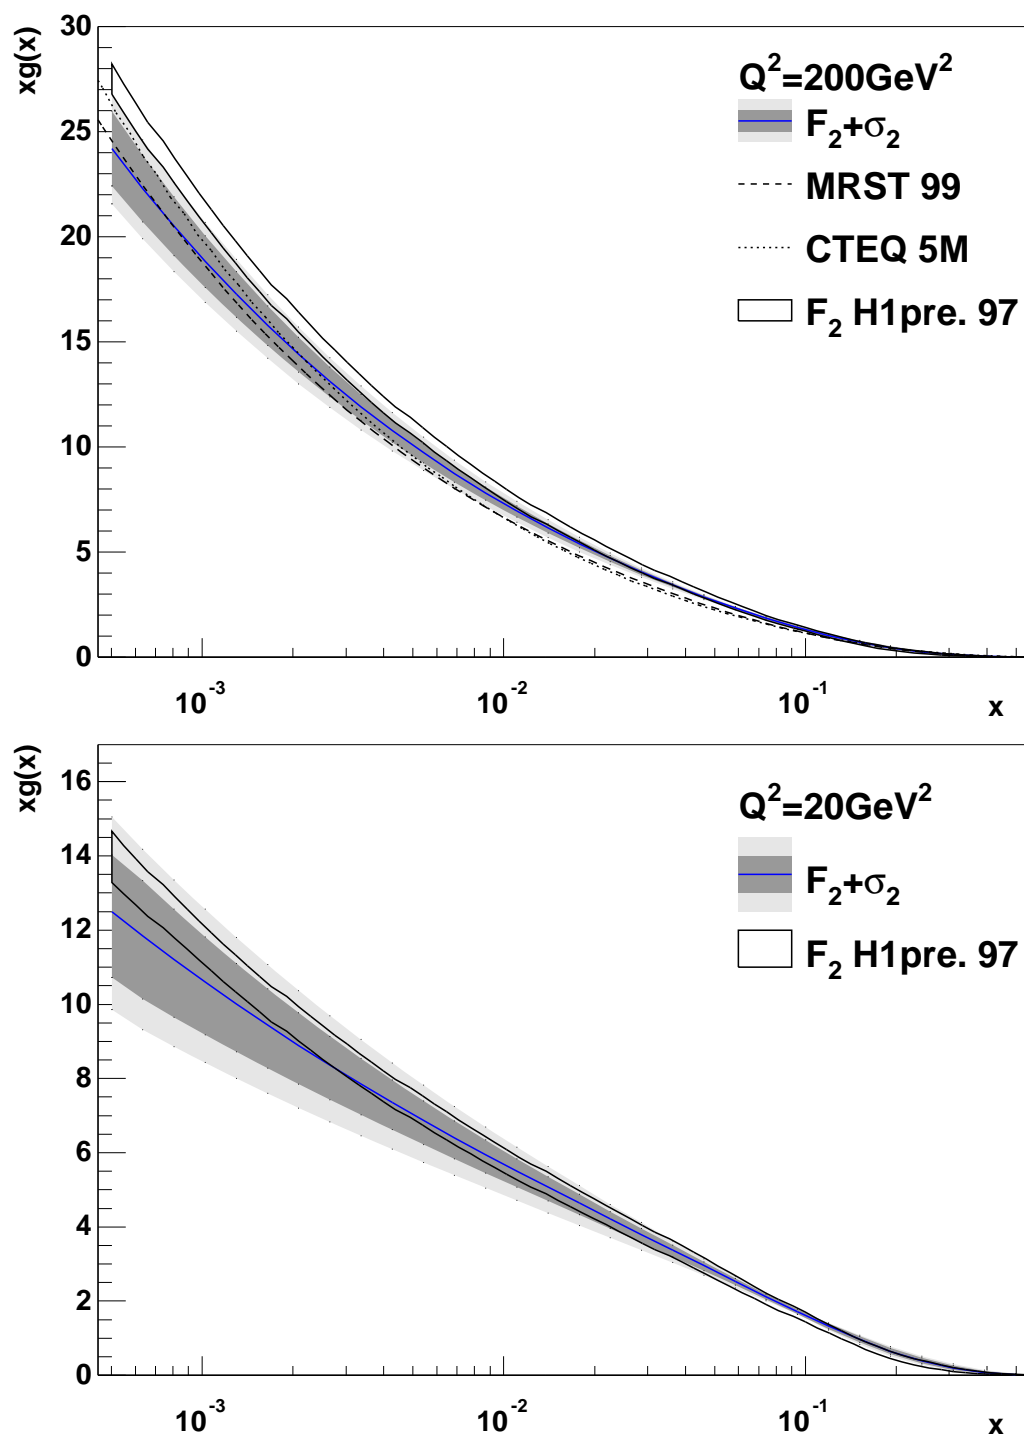 xg(x)
30
25
20
15
10
5
0
Q²=200GeV²
F₂+σ₂
MRST 99
CTEQ 5M
F₂ H1pre. 97
10⁻³ 10⁻² 10⁻¹ x
xg(x)
16
14
12
10
8
6
4
2
0
Q²=20GeV²
F₂+σ₂
F₂ H1pre. 97
10⁻³ 10⁻² 10⁻¹ x